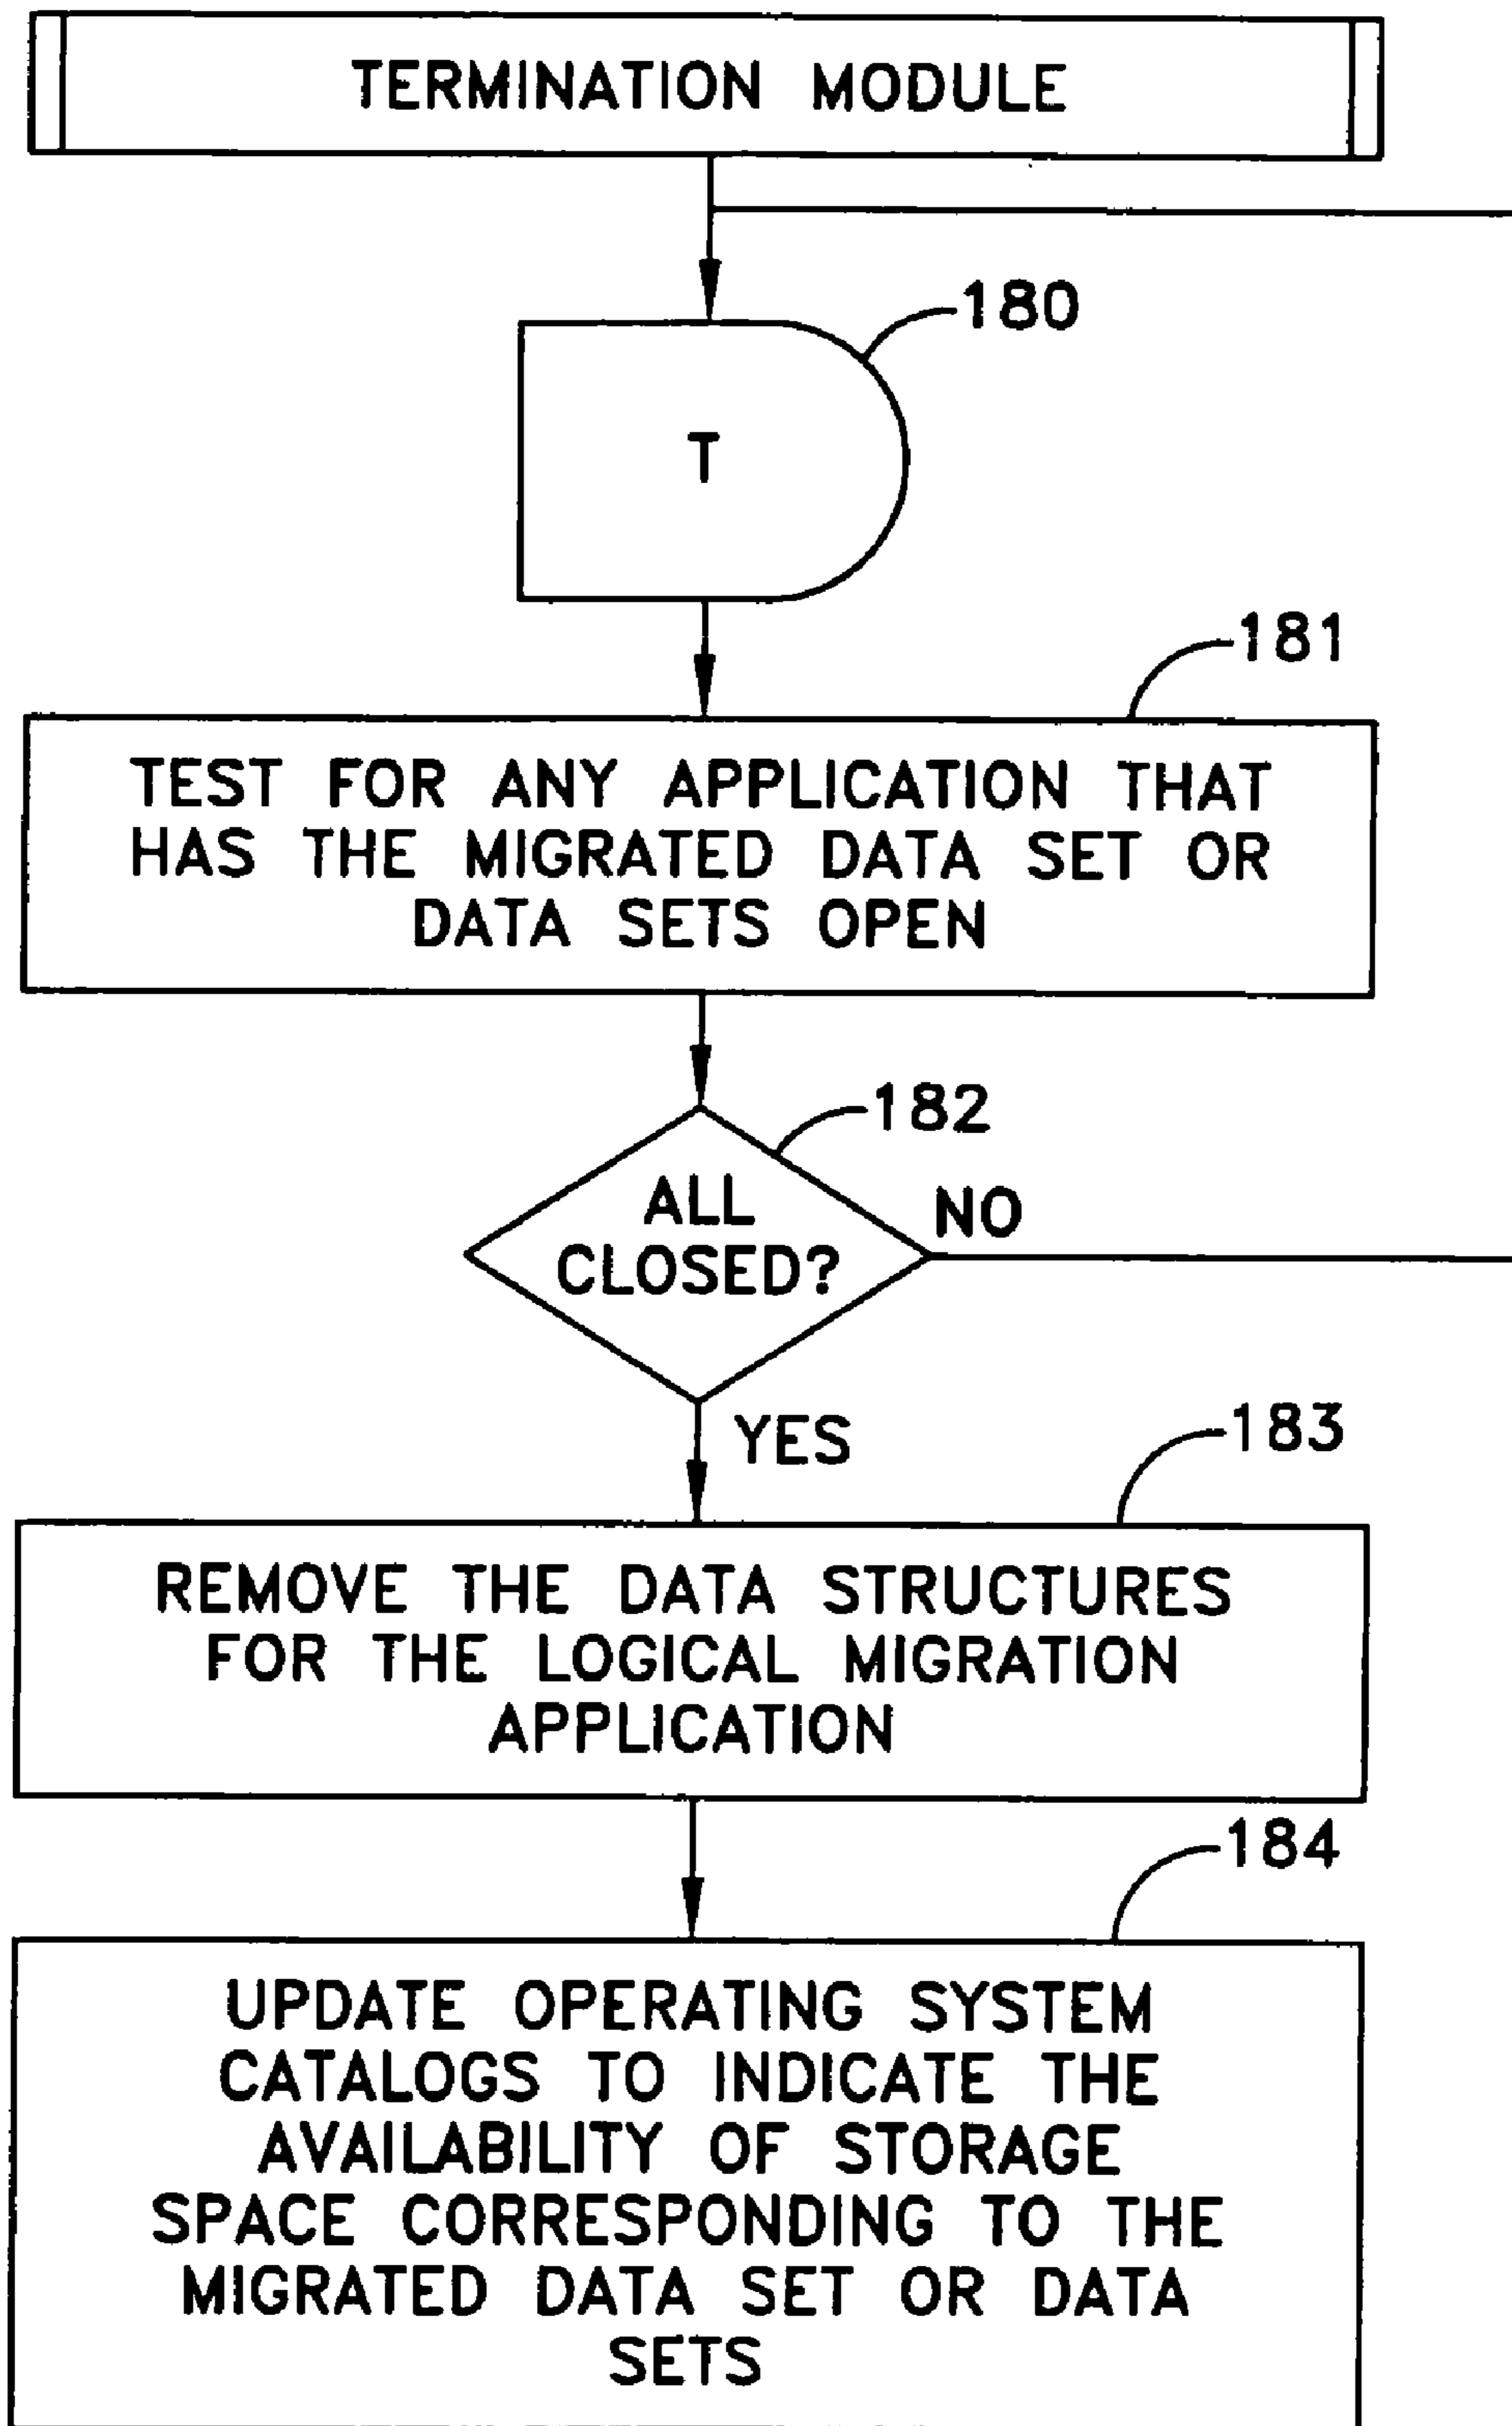 TERMINATION MODULE
180
T
181
TEST FOR ANY APPLICATION THAT
HAS THE MIGRATED DATA SET OR
DATA SETS OPEN
182
ALL
CLOSED?
NO
YES
183
REMOVE THE DATA STRUCTURES
FOR THE LOGICAL MIGRATION
APPLICATION
184
UPDATE OPERATING SYSTEM
CATALOGS TO INDICATE THE
AVAILABILITY OF STORAGE
SPACE CORRESPONDING TO THE
MIGRATED DATA SET OR DATA
SETS